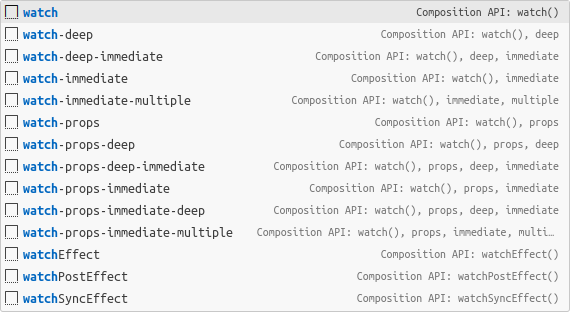 watch Composition API: watch()
watch-deep Composition API: watch(), deep
watch-deep-immediate Composition API: watch(), deep, immediate
watch-immediate Composition API: watch(), immediate
watch-immediate-multiple Composition API: watch(), immediate, multiple
watch-props Composition API: watch(), props
watch-props-deep Composition API: watch(), props, deep
watch-props-deep-immediate Composition API: watch(), props, deep, immediate
watch-props-immediate Composition API: watch(), props, immediate
watch-props-immediate-deep Composition API: watch(), props, deep, immediate
watch-props-immediate-multiple Composition API: watch(), props, immediate, multi…
watchEffect Composition API: watchEffect()
watchPostEffect Composition API: watchPostEffect()
watchSyncEffect Composition API: watchSyncEffect()